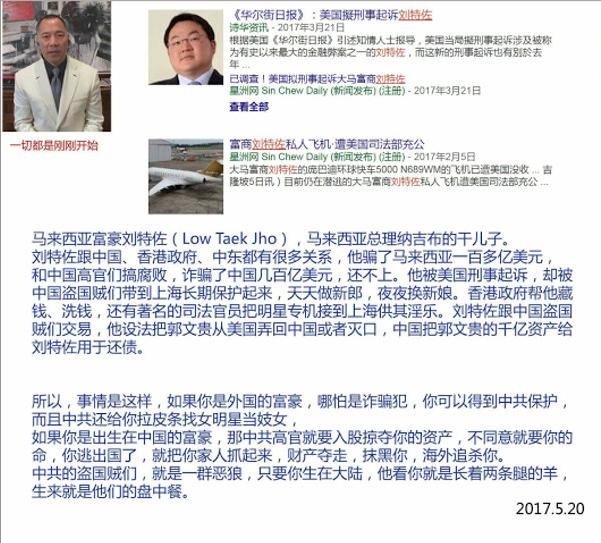 《华尔街日报》：美国擬刑事起诉刘特佐
诗华资讯 - 2017年3月21日
根据美国《华尔街日报》引述知情人士报导，美国当局擬刑事起诉涉及被称
为有史以来最大的金融弊案之一的刘特佐，而这新的刑事起诉也有别於去
年 ...
已调查！美国拟刑事起诉大马富商刘特佐
星洲网 Sin Chew Daily (新闻发布) (注册) - 2017年3月21日
查看全部
一切都是刚刚开始
富商刘特佐私人飞机·遭美国司法部充公
星洲网 Sin Chew Daily (新闻发布) (注册) - 2017年2月5日
大马富商刘特佐的庞巴迪环球快车5000 N689WM的飞机已遭美国没收 ... 吉
隆坡5日讯）目前仍在潜逃的大马富商刘特佐私人飞机遭美国司法部充公 ...
马来西亚富豪刘特佐（Low Taek Jho），马来西亚总理纳吉布的干儿子。
刘特佐跟中国、香港政府、中东都有很多关系，他骗了马来西亚一百多亿美元，
和中国高官们搞腐败，诈骗了中国几百亿美元，还不上。他被美国刑事起诉，却被
中国盗国贼们带到上海长期保护起来，天天做新郎，夜夜换新娘。香港政府帮他藏
钱、洗钱，还有著名的司法官员把明星专机接到上海供其淫乐。刘特佐跟中国盗国
贼们交易，他设法把郭文贵从美国弄回中国或者灭口，中国把郭文贵的千亿资产给
刘特佐用于还债。
所以，事情是这样，如果你是外国的富豪，哪怕是诈骗犯，你可以得到中共保护，
而且中共还给你拉皮条找女明星当妓女，
如果你是出生在中国的富豪，那中共高官就要入股掠夺你的资产，不同意就要你的
命，你逃出国了，就把你家人抓起来，财产夺走，抹黑你，海外追杀你。
中共的盗国贼们，就是一群恶狼，只要你生在大陆，他看你就是长着两条腿的羊，
生来就是他们的盘中餐。
2017.5.20